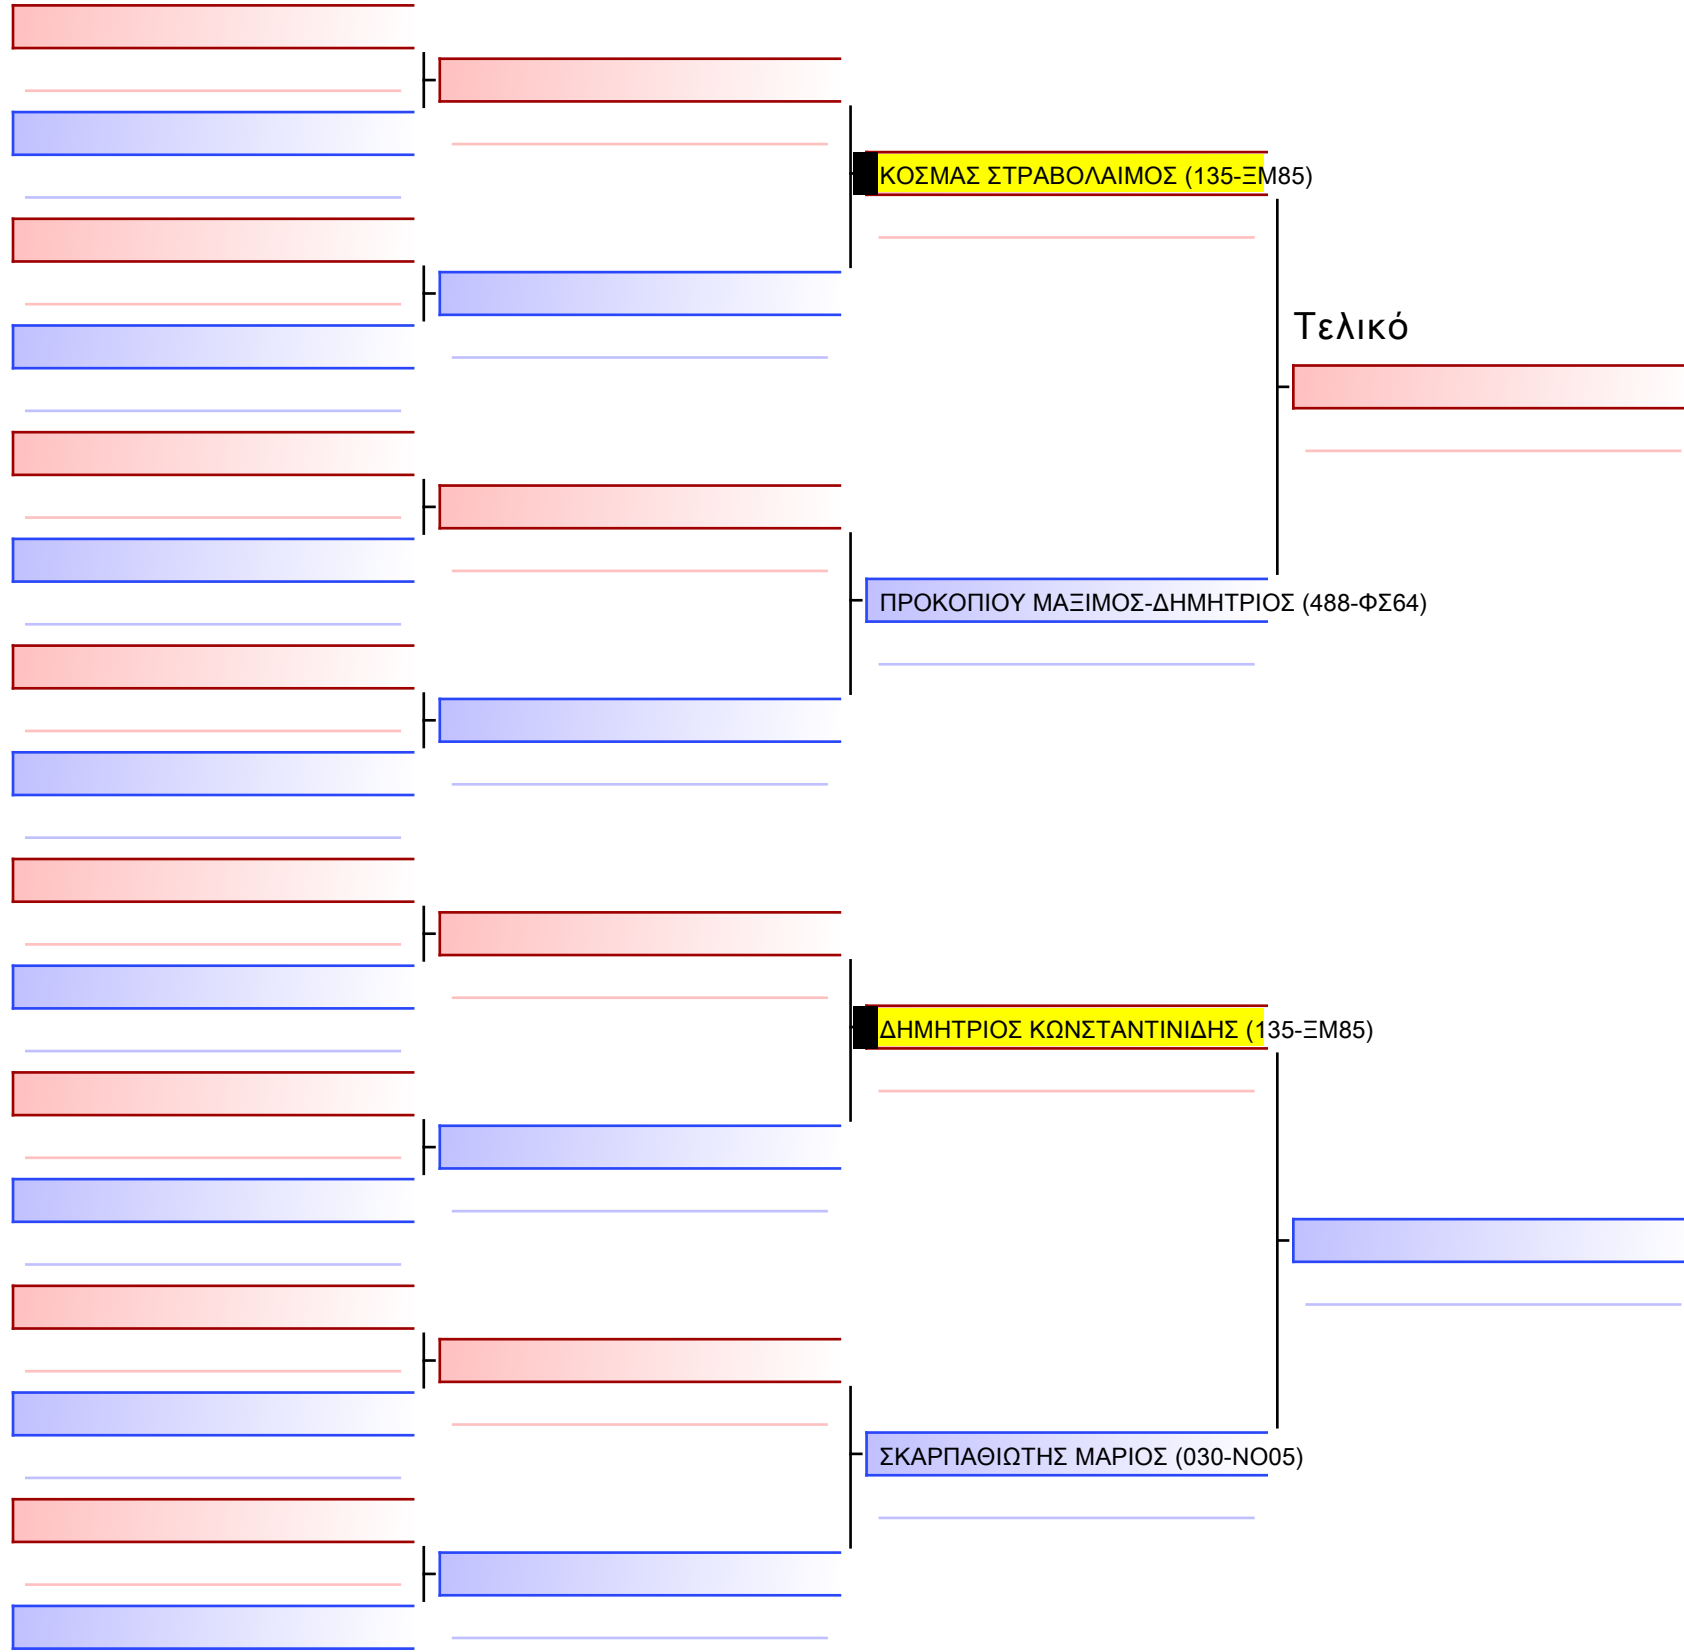 ΚΟΣΜΑΣ ΣΤΡΑΒΟΛΑΙΜΟΣ (135-ΞΜ85)
Τελικό
ΠΡΟΚΟΠΙΟΥ ΜΑΞΙΜΟΣ-ΔΗΜΗΤΡΙΟΣ (488-ΦΣ64)
ΔΗΜΗΤΡΙΟΣ ΚΩΝΣΤΑΝΤΙΝΙΔΗΣ (135-ΞΜ85)
ΣΚΑΡΠΑΘΙΩΤΗΣ ΜΑΡΙΟΣ (030-ΝΟ05)